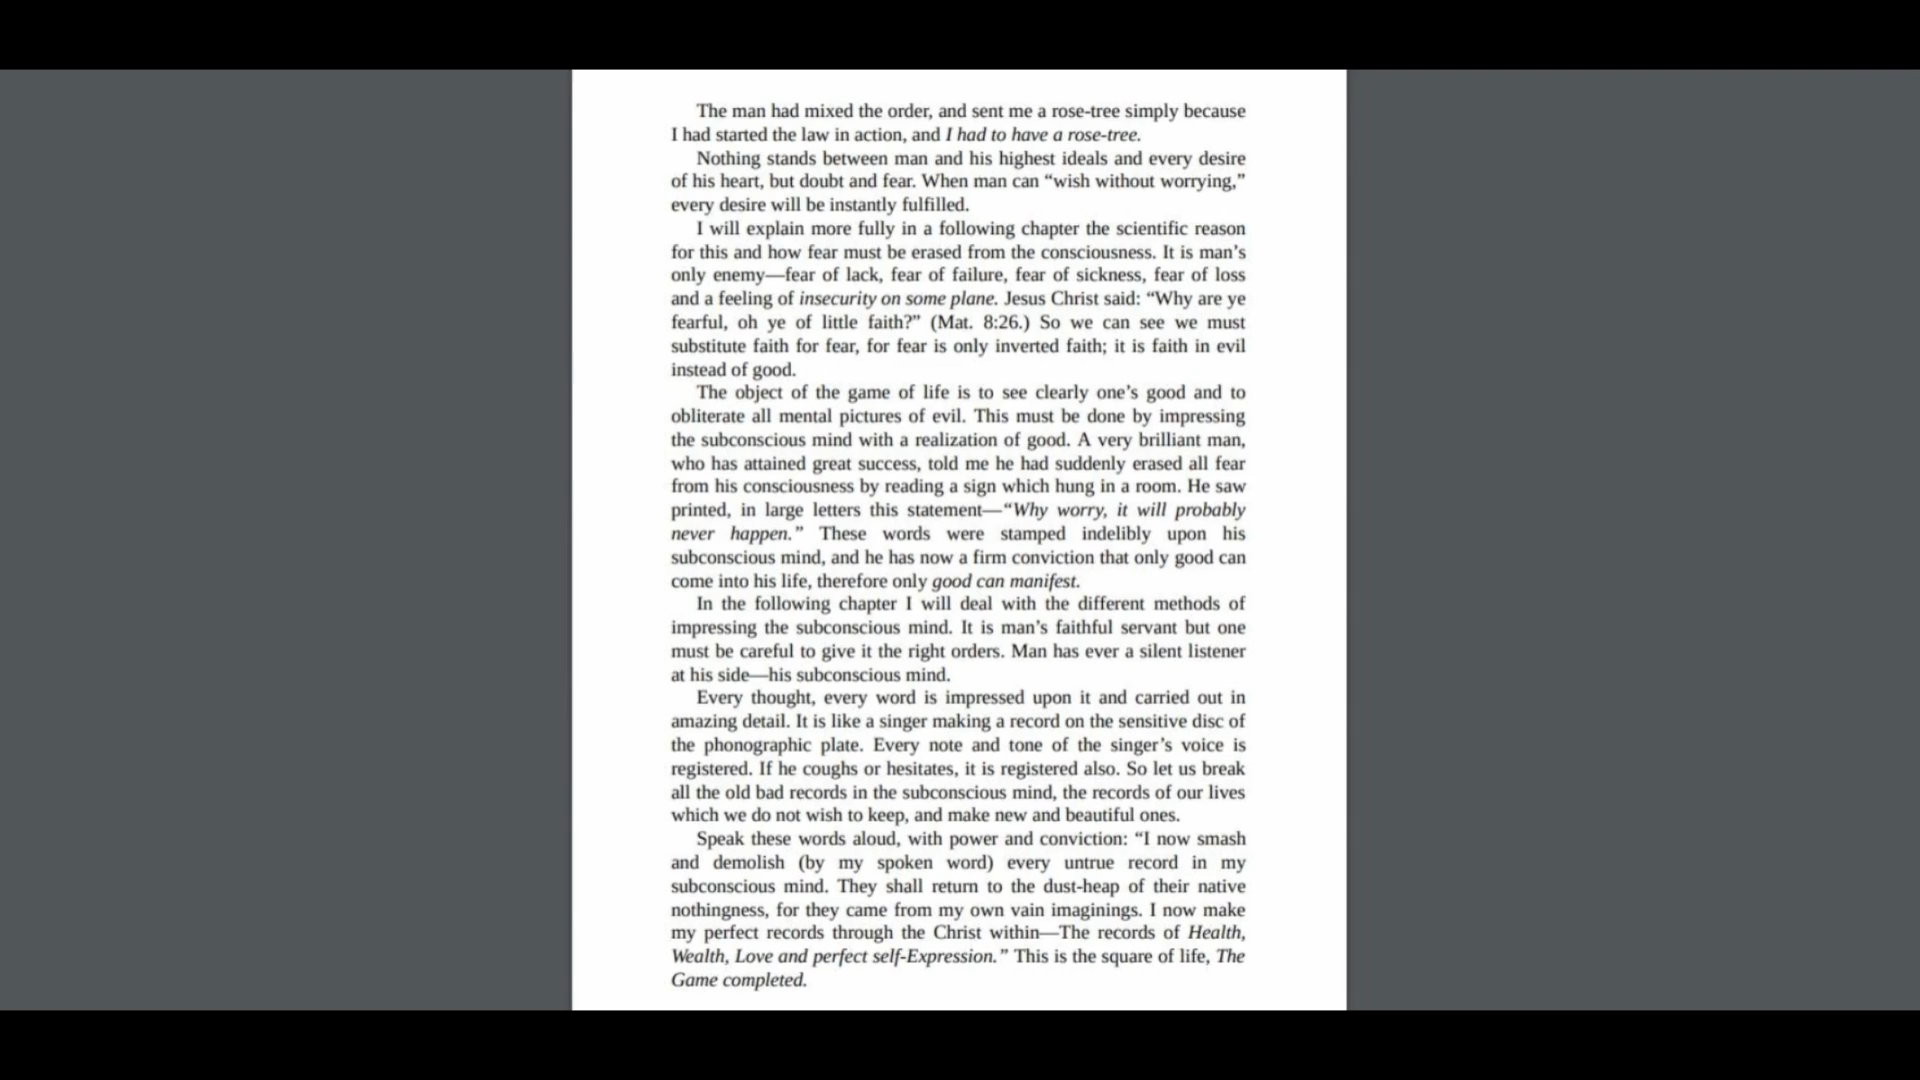 The man had mixed the order, and sent me a rose-tree simply because
I had started the law in action, and I had to have a rose-tree.
Nothing stands between man and his highest ideals and every desire
of his heart, but doubt and fear. When man can “wish without worrying,”
every desire will be instantly fulfilled.
I will explain more fully in a following chapter the scientific reason
for this and how fear must be erased from the consciousness. It is man’s
only enemy—fear of lack, fear of failure, fear of sickness, fear of loss
and a feeling of insecurity on some plane. Jesus Christ said: “Why are ye
fearful, oh ye of little faith?” (Mat. 8:26.) So we can see we must
substitute faith for fear, for fear is only inverted faith; it is faith in evil
instead of good.
The object of the game of life is to see clearly one’s good and to
obliterate all mental pictures of evil. This must be done by impressing
the subconscious mind with a realization of good. A very brilliant man,
who has attained great success, told me he had suddenly erased all fear
from his consciousness by reading a sign which hung in a room. He saw
printed, in large letters this statement—“Why worry, it will probably
never happen.” These words were stamped indelibly upon his
subconscious mind, and he has now a firm conviction that only good can
come into his life, therefore only good can manifest.
In the following chapter I will deal with the different methods of
impressing the subconscious mind. It is man’s faithful servant but one
must be careful to give it the right orders. Man has ever a silent listener
at his side—his subconscious mind.
Every thought, every word is impressed upon it and carried out in
amazing detail. It is like a singer making a record on the sensitive disc of
the phonographic plate. Every note and tone of the singer’s voice is
registered. If he coughs or hesitates, it is registered also. So let us break
all the old bad records in the subconscious mind, the records of our lives
which we do not wish to keep, and make new and beautiful ones.
Speak these words aloud, with power and conviction: “I now smash
and demolish (by my spoken word) every untrue record in my
subconscious mind. They shall return to the dust-heap of their native
nothingness, for they came from my own vain imaginings. I now make
my perfect records through the Christ within—The records of Health,
Wealth, Love and perfect self-Expression.” This is the square of life, The
Game completed.